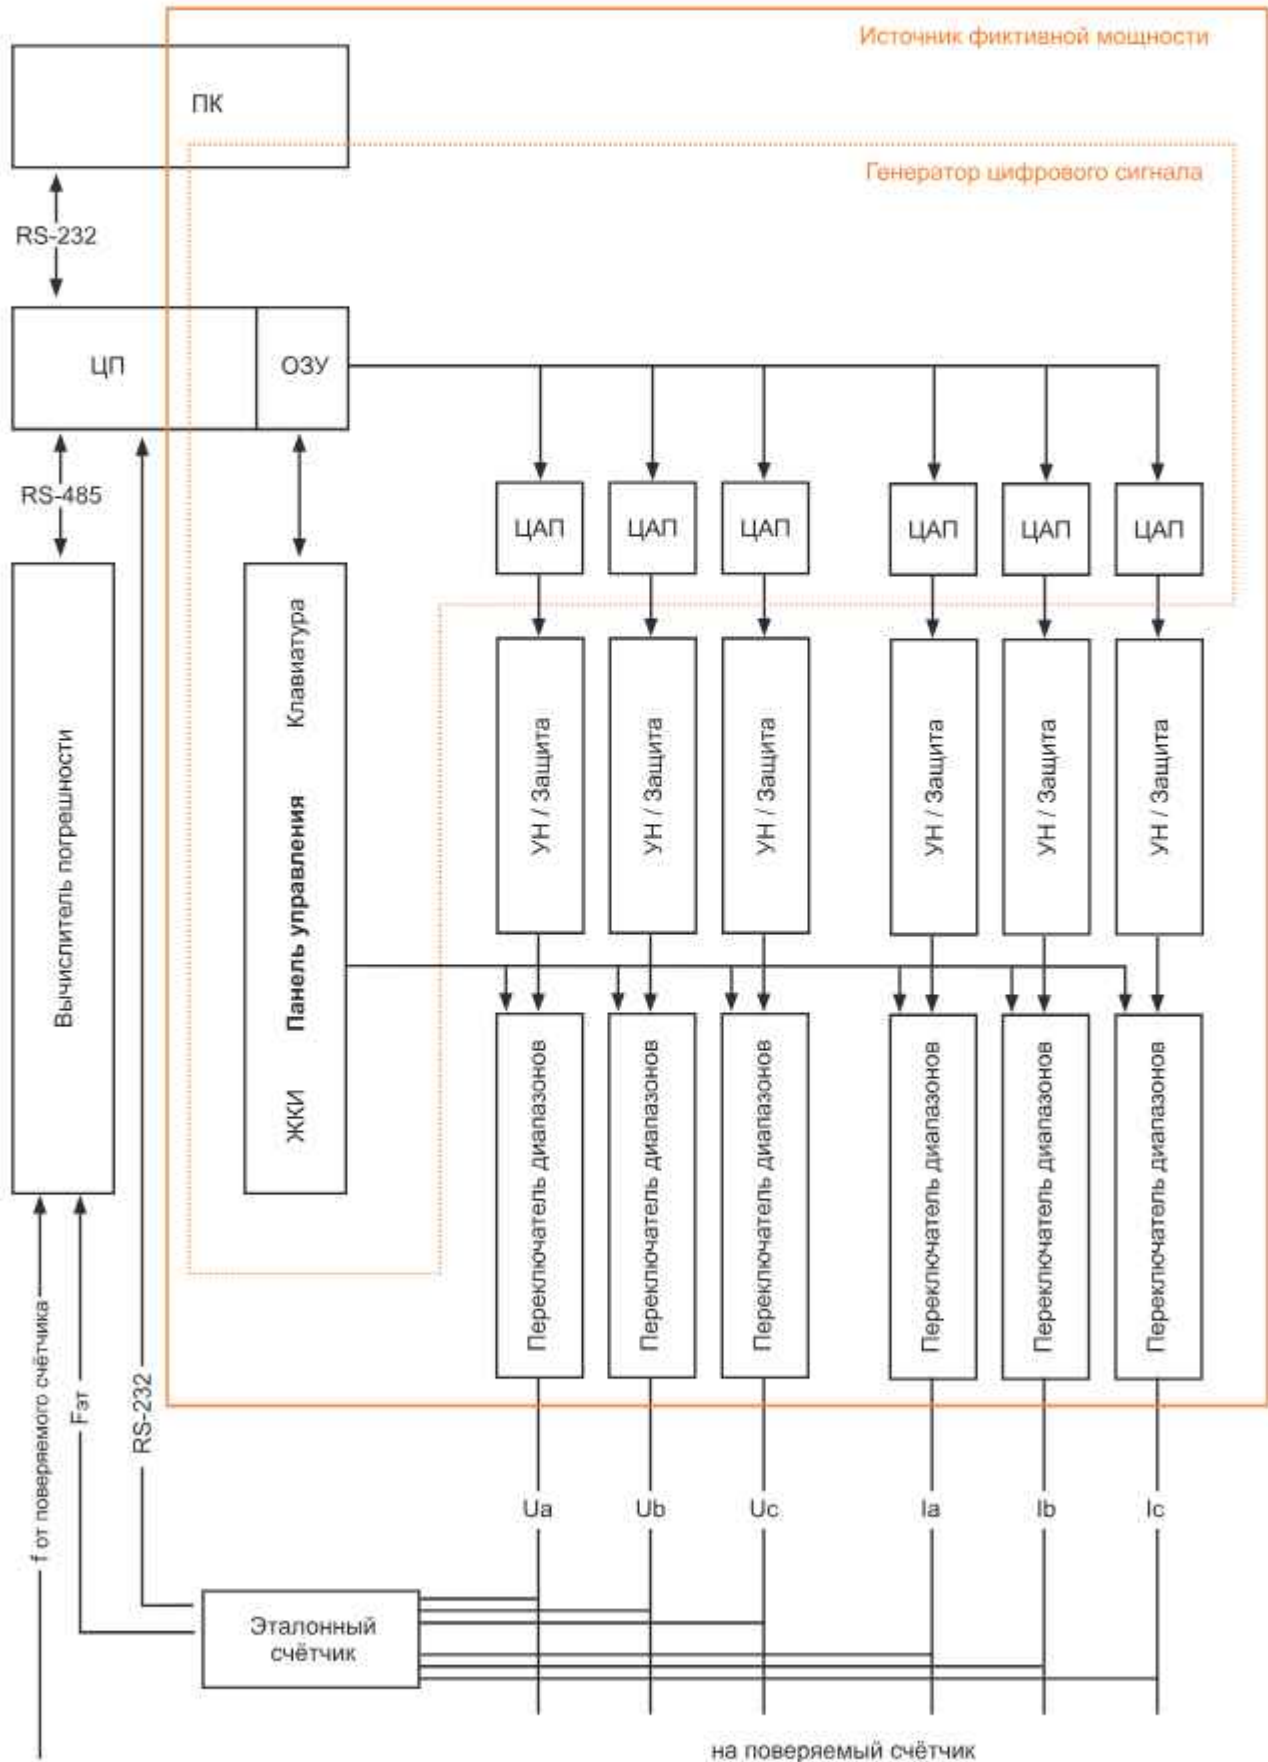 Источник фиктивной мощности
ПК
Генератор цифрового сигнала
RS-232
ЦП
ОЗУ
RS-485
ЦАП
ЦАП
ЦАП
ЦАП
ЦАП
ЦАП
Вычислитель погрешности
Клавиатура
Панель управления
ЖКИ
УН / Защита
УН / Защита
УН / Защита
УН / Защита
УН / Защита
УН / Защита
Переключатель диапазонов
Переключатель диапазонов
Переключатель диапазонов
Переключатель диапазонов
Переключатель диапазонов
Переключатель диапазонов
f от поверяемого счётчика
Fэт
RS-232
Ua
Ub
Uc
Ia
Ib
Ic
Эталонный
счётчик
на поверяемый счётчик